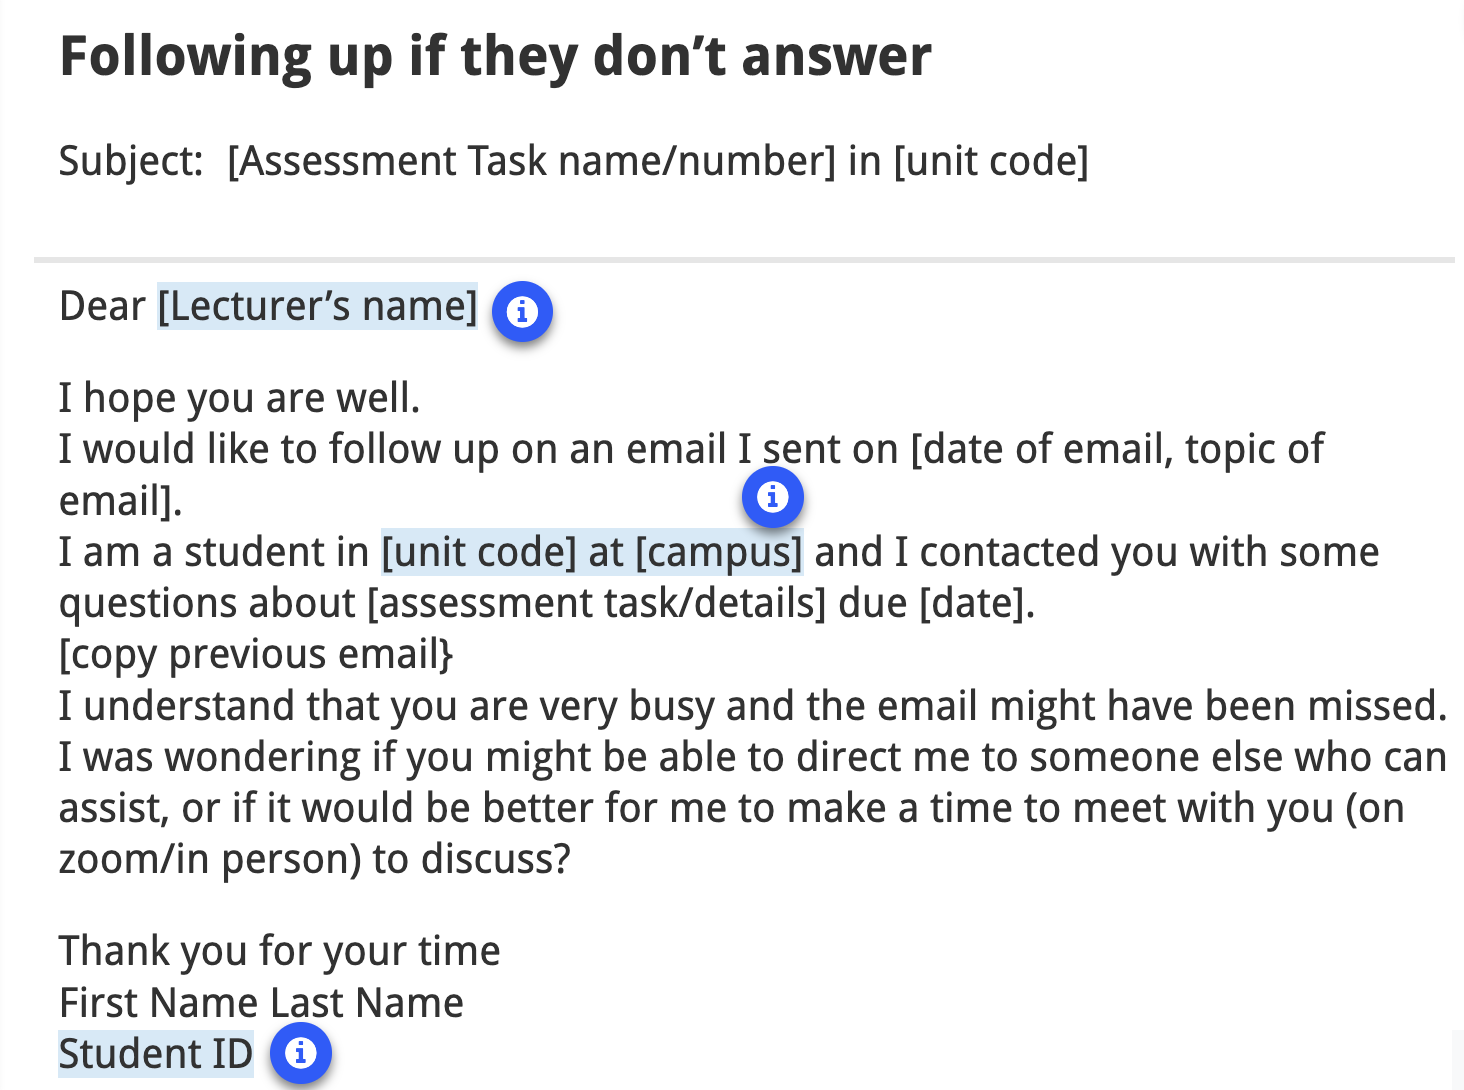 Following up if they don’t answer
Subject: [Assessment Task name/number] in [unit code]
Dear [Lecturer’s name]
I hope you are well.
I would like to follow up on an email I sent on [date of email, topic of
email].
I am a student in [unit code] at [campus] and I contacted you with some
questions about [assessment task/details] due [date].
[copy previous email}
I understand that you are very busy and the email might have been missed.
I was wondering if you might be able to direct me to someone else who can
assist, or if it would be better for me to make a time to meet with you (on
zoom/in person) to discuss?
Thank you for your time
First Name Last Name
Student ID